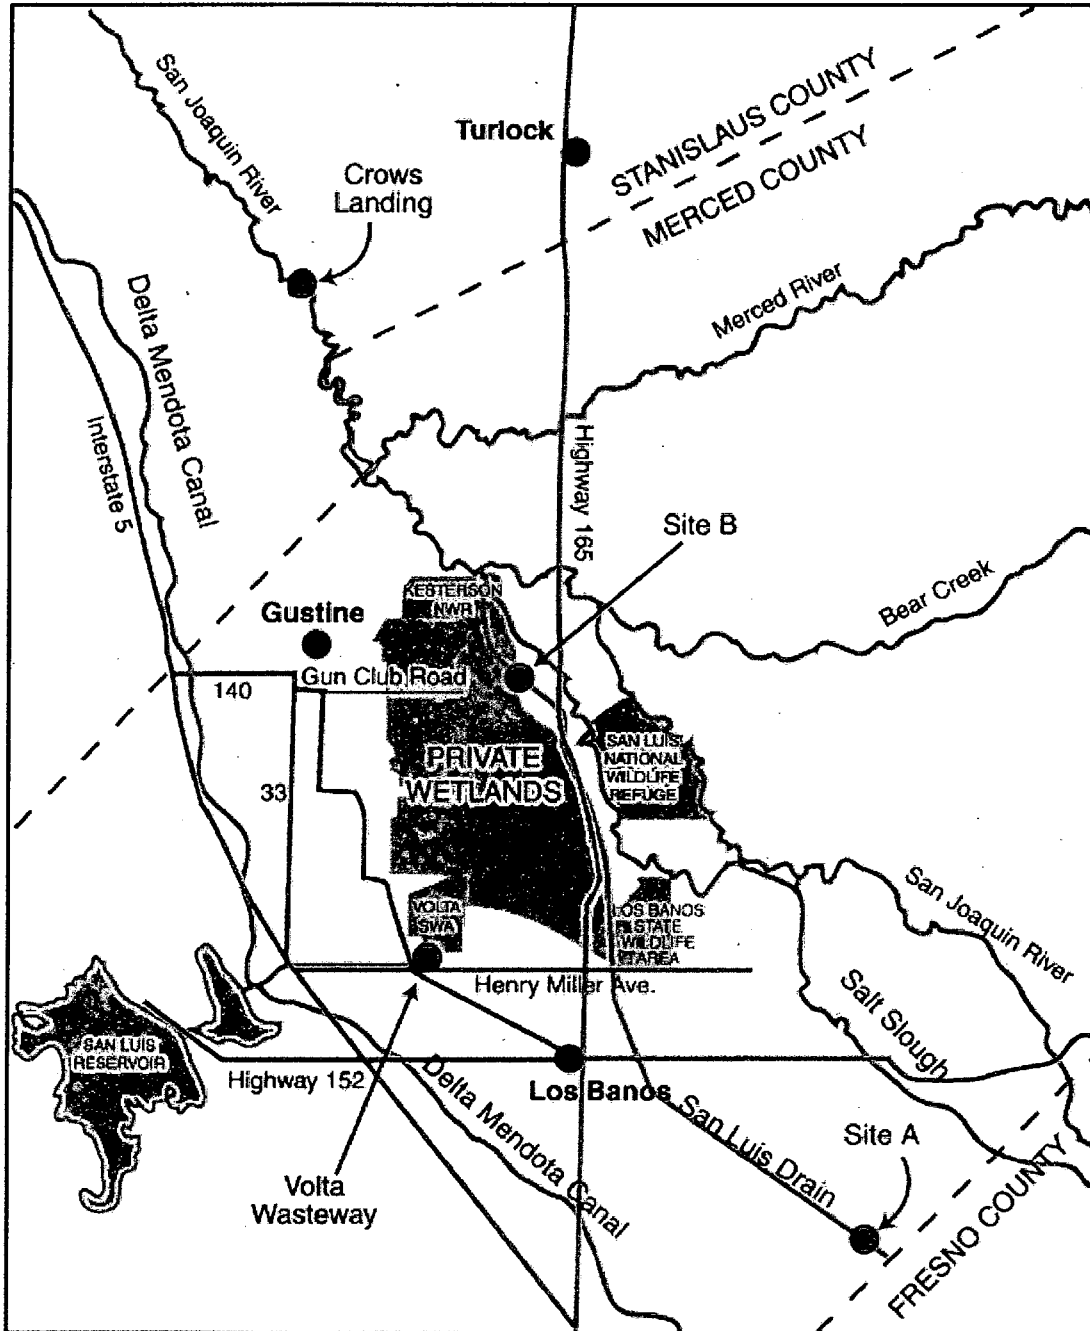 San Joaquin River
Turlock
STANISLAUS COUNTY
MERCED COUNTY
Crows
Landing
Delta Mendota Canal
Merced River
Interstate 5
Highway 165
Site B
Bear Creek
KESTERSON
NWR
Gustine
Gun Club Road
140
PRIVATE
WETLANDS
SAN LUIS
NATIONAL
WILDLIFE
REFUGE
33
VOLTA
SWA
LOS BANOS
STATE
WILDLIFE
AREA
San Joaquin River
Henry Miller Ave.
Salt Slough
SAN LUIS
RESERVOIR
Highway 152
Los Banos
Delta Mendota Canal
San Luis Drain
Site A
Volta
Wasteway
FRESNO COUNTY